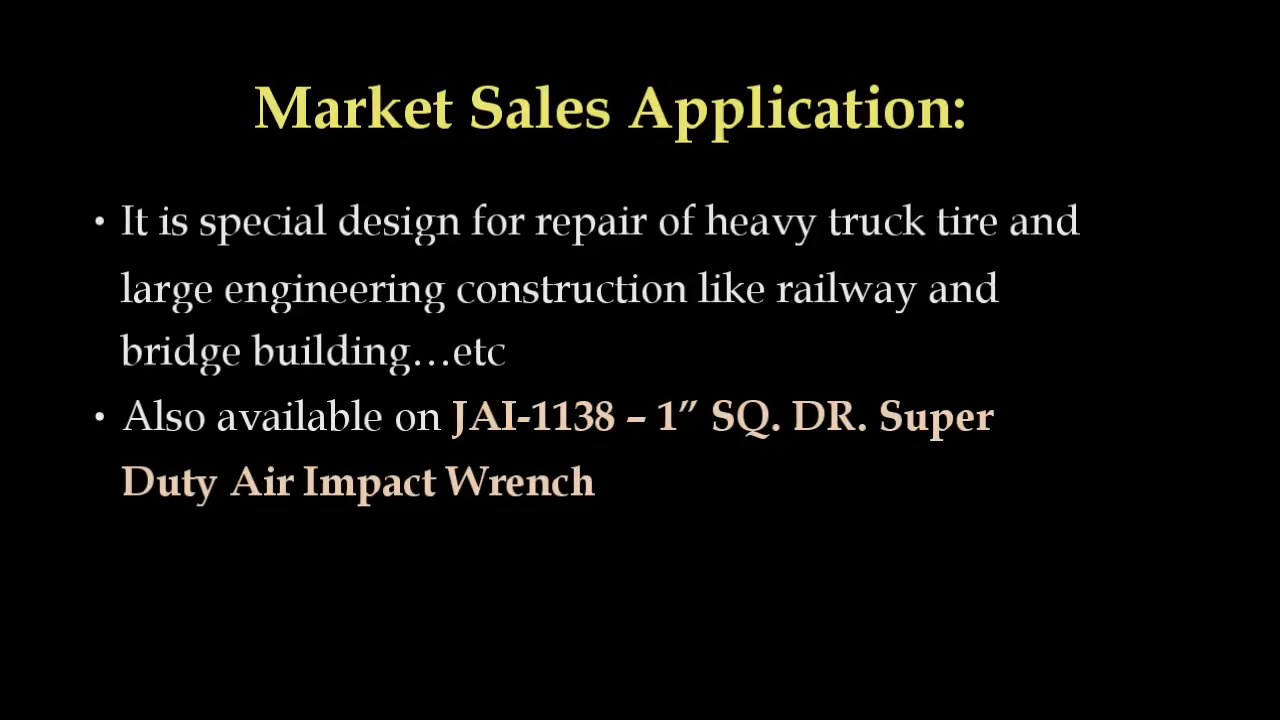 Market Sales Application:
• It is special design for repair of heavy truck tire and
large engineering construction like railway and
bridge building…etc
• Also available on JAI-1138 – 1” SQ. DR. Super
Duty Air Impact Wrench